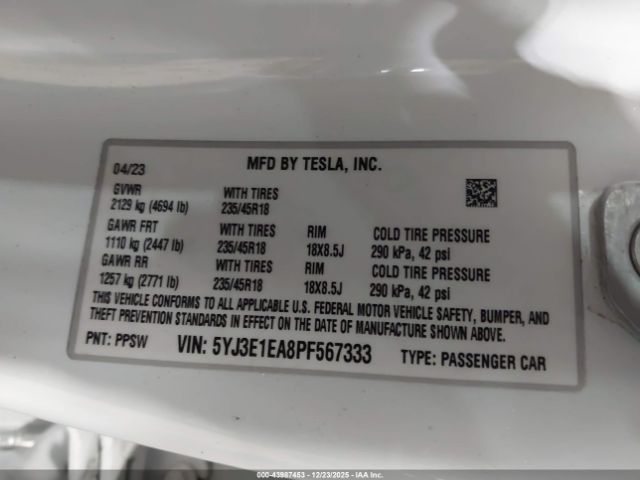 04/23 MFD BY TESLA, INC.
GVWR WITH TIRES
2129 kg (4694 lb) 235/45R18
GAWR FRT WITH TIRES RIM COLD TIRE PRESSURE
1110 kg (2447 lb) 235/45R18 18X8.5J 290 kPa, 42 psi
GAWR RR WITH TIRES RIM COLD TIRE PRESSURE
1257 kg (2771 lb) 235/45R18 18X8.5J 290 kPa, 42 psi
THIS VEHICLE CONFORMS TO ALL APPLICABLE U.S. FEDERAL MOTOR VEHICLE SAFETY, BUMPER, AND
THEFT PREVENTION STANDARDS IN EFFECT ON THE DATE OF MANUFACTURE SHOWN ABOVE.
PNT: PPSW VIN: 5YJ3E1EA8PF567333 TYPE: PASSENGER CAR
000-43987453 - 12/23/2025 - IAA Inc.